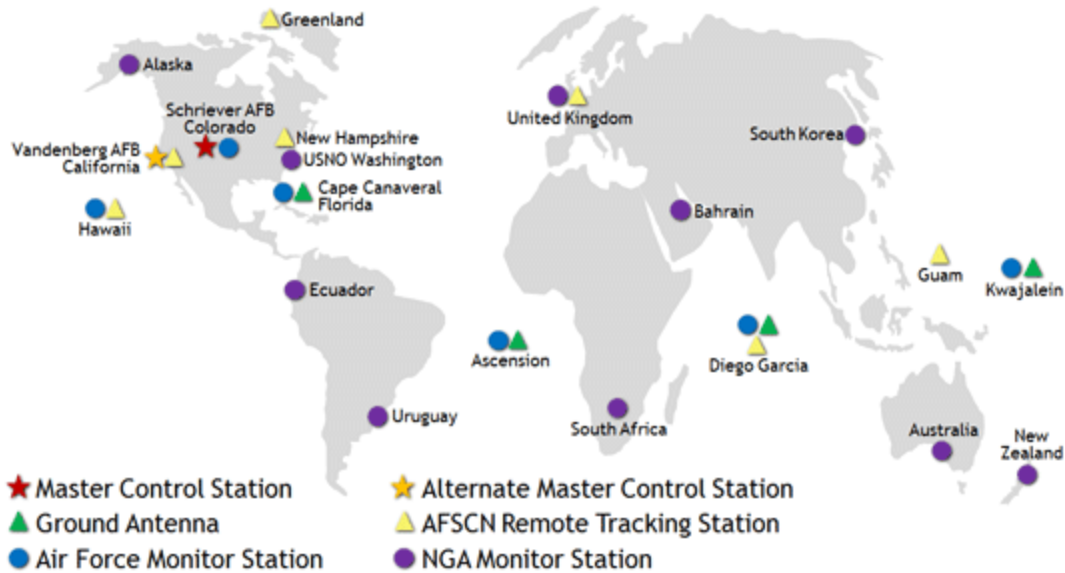 Greenland
Alaska
Schriever AFB
Colorado
New Hampshire
Vandenberg AFB
California
USNO Washington
Cape Canaveral
Florida
Hawaii
United Kingdom
South Korea
Bahrain
Guam
Kwajalein
Ecuador
Ascension
Diego Garcia
Uruguay
South Africa
Australia
New
Zealand
Master Control Station
Alternate Master Control Station
Ground Antenna
AFSCN Remote Tracking Station
Air Force Monitor Station
NGA Monitor Station